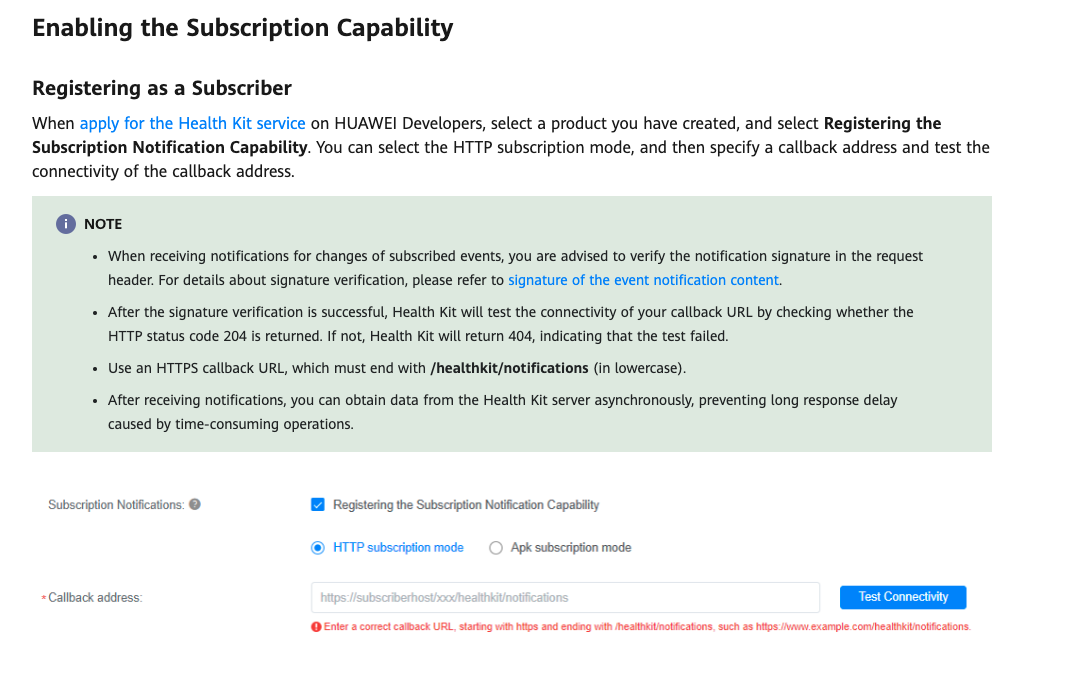 Enabling the Subscription Capability
Registering as a Subscriber
When apply for the Health Kit service on HUAWEI Developers, select a product you have created, and select Registering the
Subscription Notification Capability. You can select the HTTP subscription mode, and then specify a callback address and test the
connectivity of the callback address.
NOTE
• When receiving notifications for changes of subscribed events, you are advised to verify the notification signature in the request
header. For details about signature verification, please refer to signature of the event notification content.
• After the signature verification is successful, Health Kit will test the connectivity of your callback URL by checking whether the
HTTP status code 204 is returned. If not, Health Kit will return 404, indicating that the test failed.
• Use an HTTPS callback URL, which must end with /healthkit/notifications (in lowercase).
• After receiving notifications, you can obtain data from the Health Kit server asynchronously, preventing long response delay
caused by time-consuming operations.
Subscription Notifications: Registering the Subscription Notification Capability
HTTP subscription mode Apk subscription mode
* Callback address: https://subscriberhost/xxx/healthkit/notifications Test Connectivity
Enter a correct callback URL, starting with https and ending with /healthkit/notifications, such as https://www.example.com/healthkit/notifications.